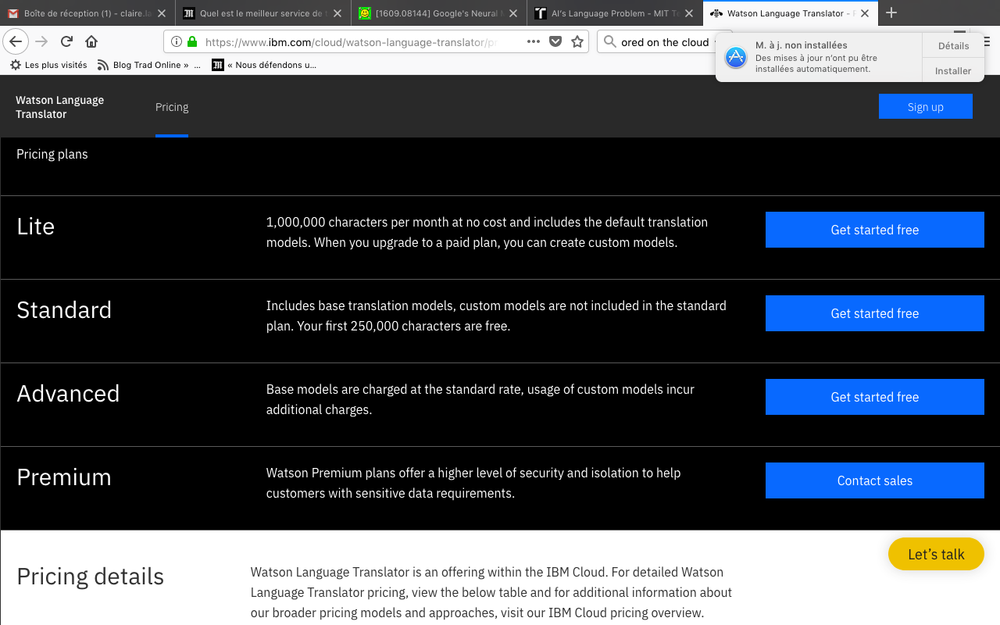 Boîte de réception (1) - claire.la
Quel est le meilleur service de t
[1609.08144] Google's Neural M
AI's Language Problem - MIT Te
Watson Language Translator - P
https://www.ibm.com/cloud/watson-language-translator/pr
ored on the cloud
M. à j. non installées
Des mises à jour n'ont pu être
installées automatiquement.
Détails
Installer
Les plus visités
Blog Trad Online » ...
« Nous défendons u...
Watson Language
Translator
Pricing
Sign up
Pricing plans
Lite
1,000,000 characters per month at no cost and includes the default translation
models. When you upgrade to a paid plan, you can create custom models.
Get started free
Standard
Includes base translation models, custom models are not included in the standard
plan. Your first 250,000 characters are free.
Get started free
Advanced
Base models are charged at the standard rate, usage of custom models incur
additional charges.
Get started free
Premium
Watson Premium plans offer a higher level of security and isolation to help
customers with sensitive data requirements.
Contact sales
Let's talk
Pricing details
Watson Language Translator is an offering within the IBM Cloud. For detailed Watson
Language Translator pricing, view the below table and for additional information about
our broader pricing models and approaches, visit our IBM Cloud pricing overview.